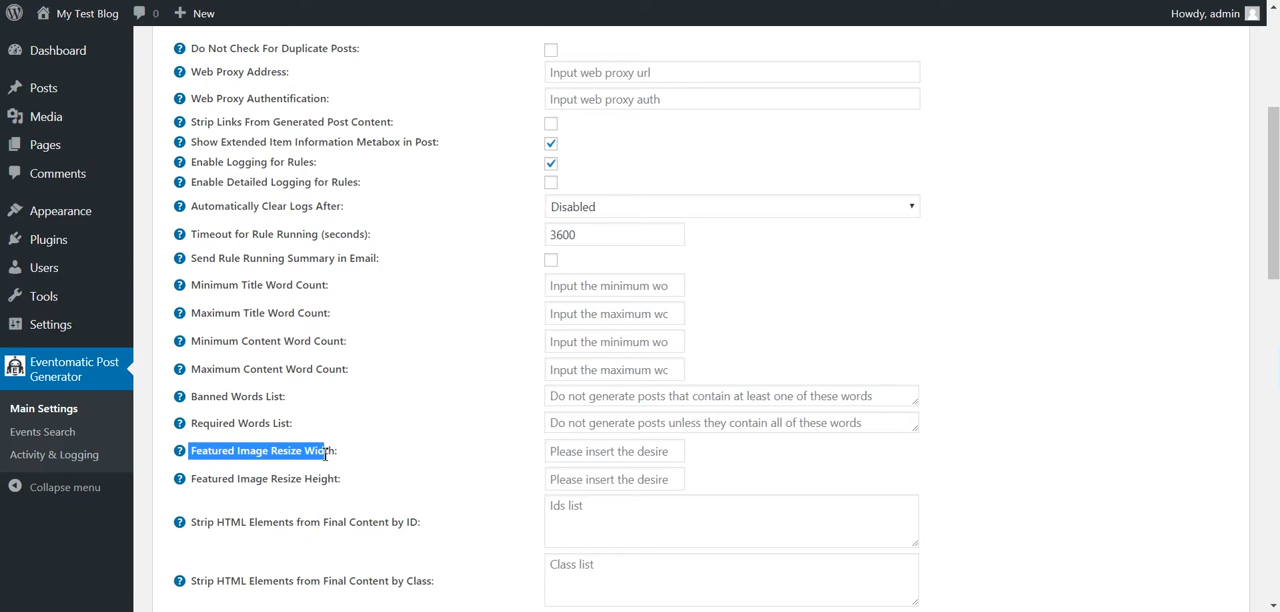 My Test Blog
0
New
Howdy, admin
Dashboard
Posts
Media
Pages
Comments
Appearance
Plugins
Users
Tools
Settings
Eventomatic Post
Generator
Main Settings
Events Search
Activity & Logging
Collapse menu
Do Not Check For Duplicate Posts:
Web Proxy Address:
Input web proxy url
Web Proxy Authentification:
Input web proxy auth
Strip Links From Generated Post Content:
Show Extended Item Information Metabox in Post:
Enable Logging for Rules:
Enable Detailed Logging for Rules:
Automatically Clear Logs After:
Disabled
Timeout for Rule Running (seconds):
3600
Send Rule Running Summary in Email:
Minimum Title Word Count:
Input the minimum wo
Maximum Title Word Count:
Input the maximum wc
Minimum Content Word Count:
Input the minimum wo
Maximum Content Word Count:
Input the maximum wc
Banned Words List:
Do not generate posts that contain at least one of these words
Required Words List:
Do not generate posts unless they contain all of these words
Featured Image Resize Width:
Please insert the desire
Featured Image Resize Height:
Please insert the desire
Strip HTML Elements from Final Content by ID:
Ids list
Strip HTML Elements from Final Content by Class:
Class list